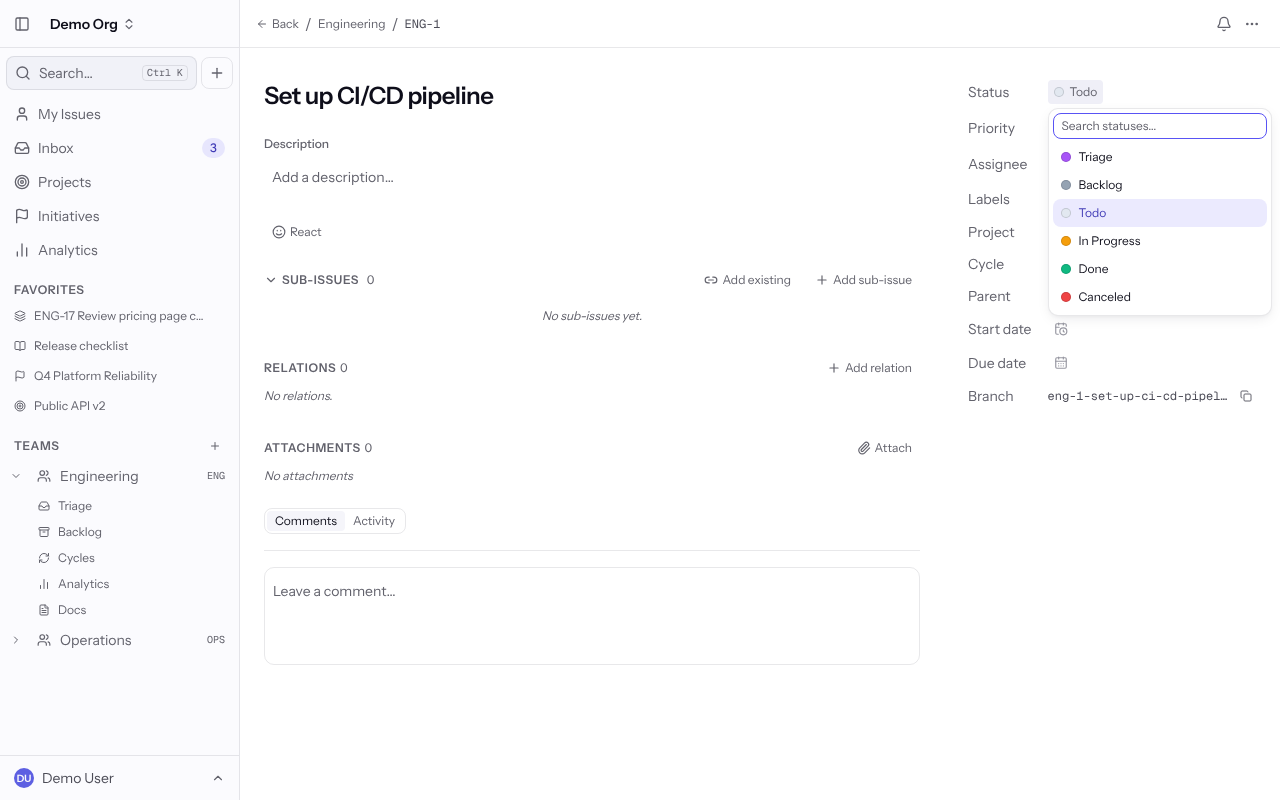 Demo Org
Search...
Ctrl K
My Issues
Inbox
3
Projects
Initiatives
Analytics
FAVORITES
ENG-17 Review pricing page c...
Release checklist
Q4 Platform Reliability
Public API v2
TEAMS
Engineering
ENG
Triage
Backlog
Cycles
Analytics
Docs
Operations
OPS
DU
Demo User
Back / Engineering / ENG-1
Set up CI/CD pipeline
Description
Add a description...
React
SUB-ISSUES 0
Add existing
Add sub-issue
No sub-issues yet.
RELATIONS 0
Add relation
No relations.
ATTACHMENTS 0
Attach
No attachments
Comments
Activity
Leave a comment...
Status
Todo
Priority
Assignee
Labels
Project
Cycle
Parent
Start date
Due date
Branch
eng-1-set-up-ci-cd-pipel...
Search statuses...
Triage
Backlog
Todo
In Progress
Done
Canceled